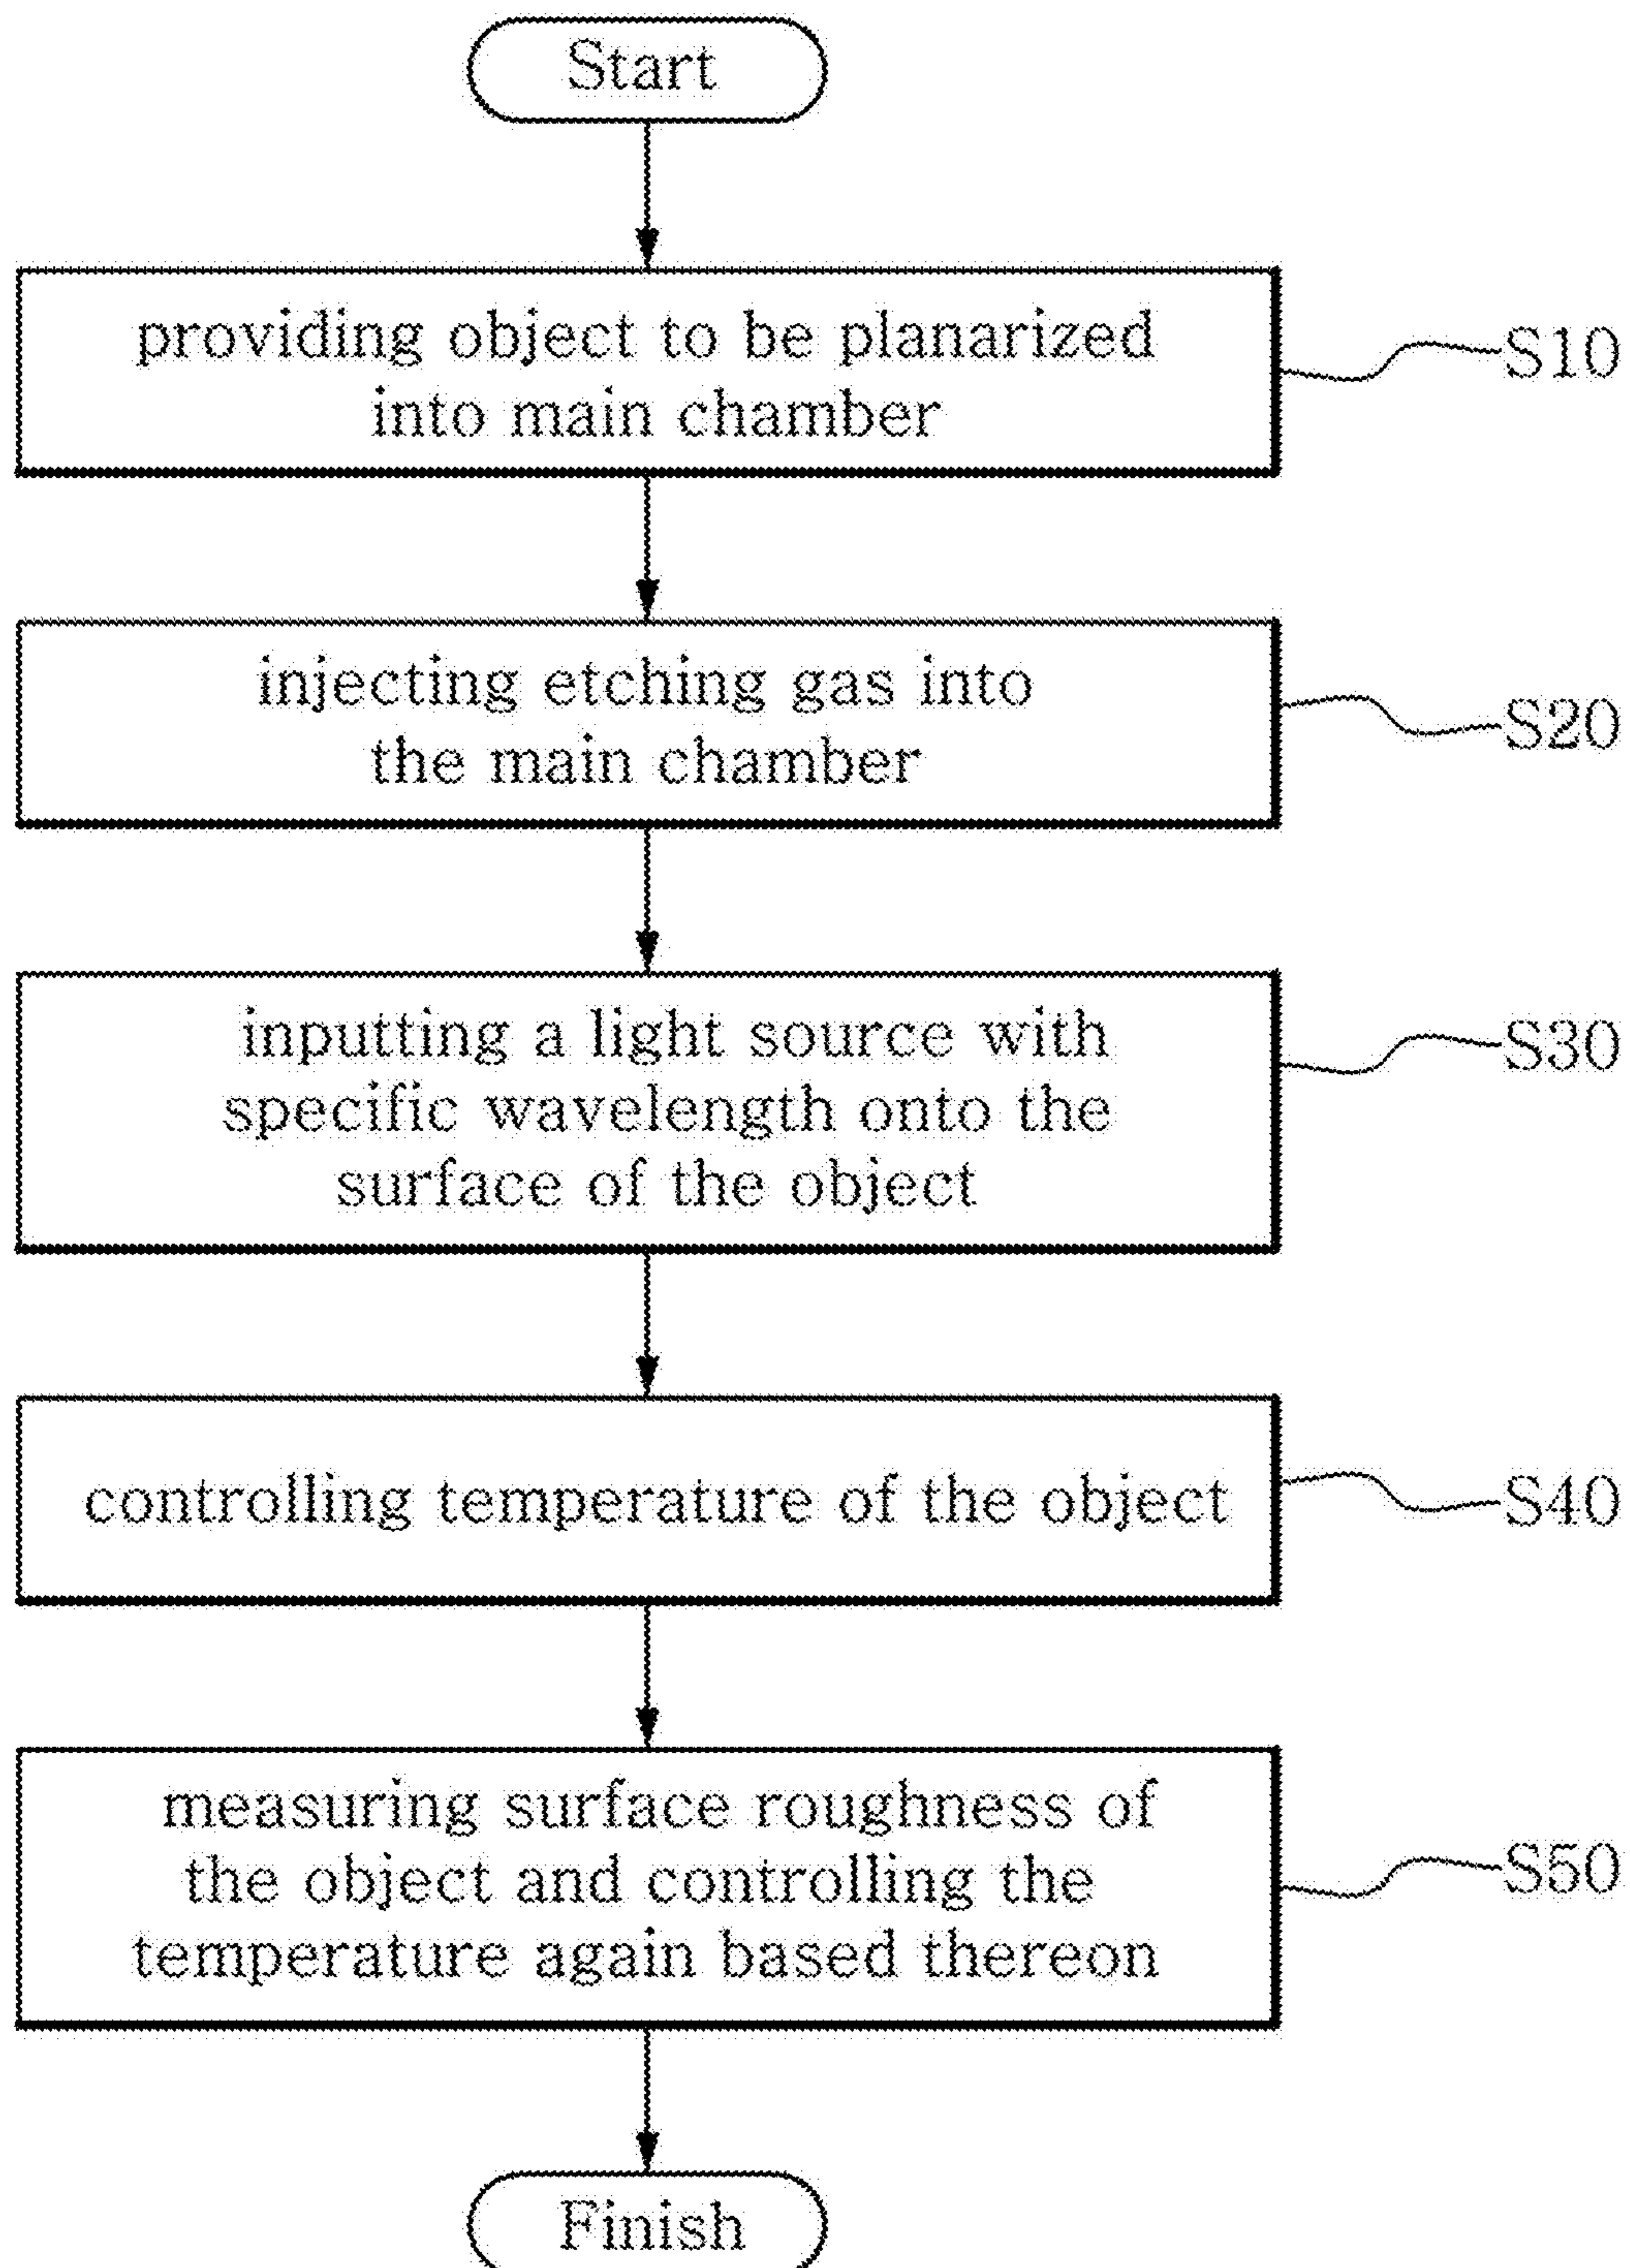 Start
providing object to be planarized
into main chamber
S10
injecting etching gas into
the main chamber
S20
inputting a light source with
specific wavelength onto the
surface of the object
S30
controlling temperature of the object
S40
measuring surface roughness of
the object and controlling the
temperature again based thereon
S50
Finish